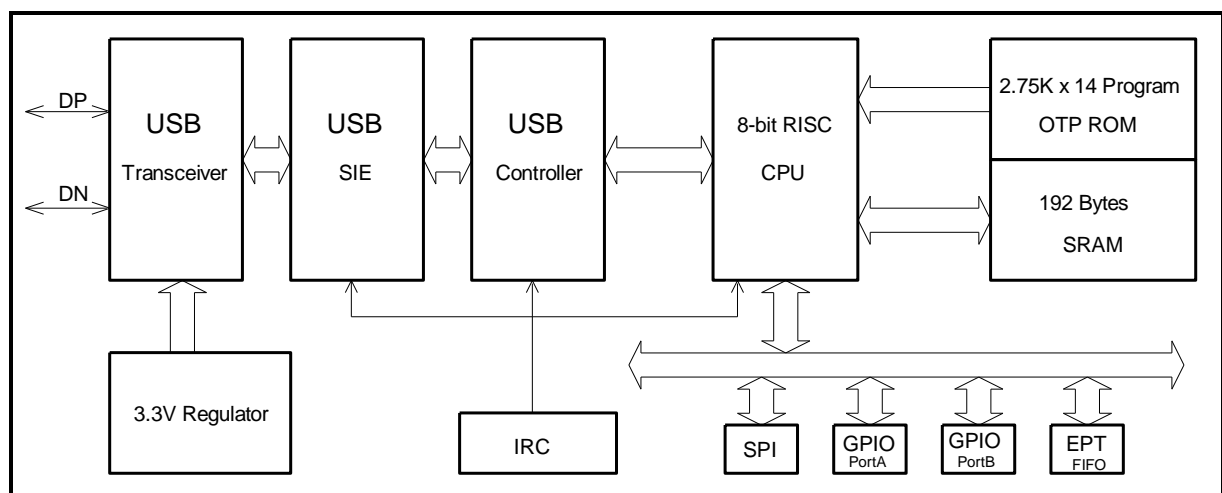 DP
DN
USB
Transceiver
USB
SIE
USB
Controller
8-bit RISC
CPU
2.75K x 14 Program
OTP ROM
192 Bytes
SRAM
3.3V Regulator
IRC
SPI
GPIO
PortA
GPIO
PortB
EPT
FIFO